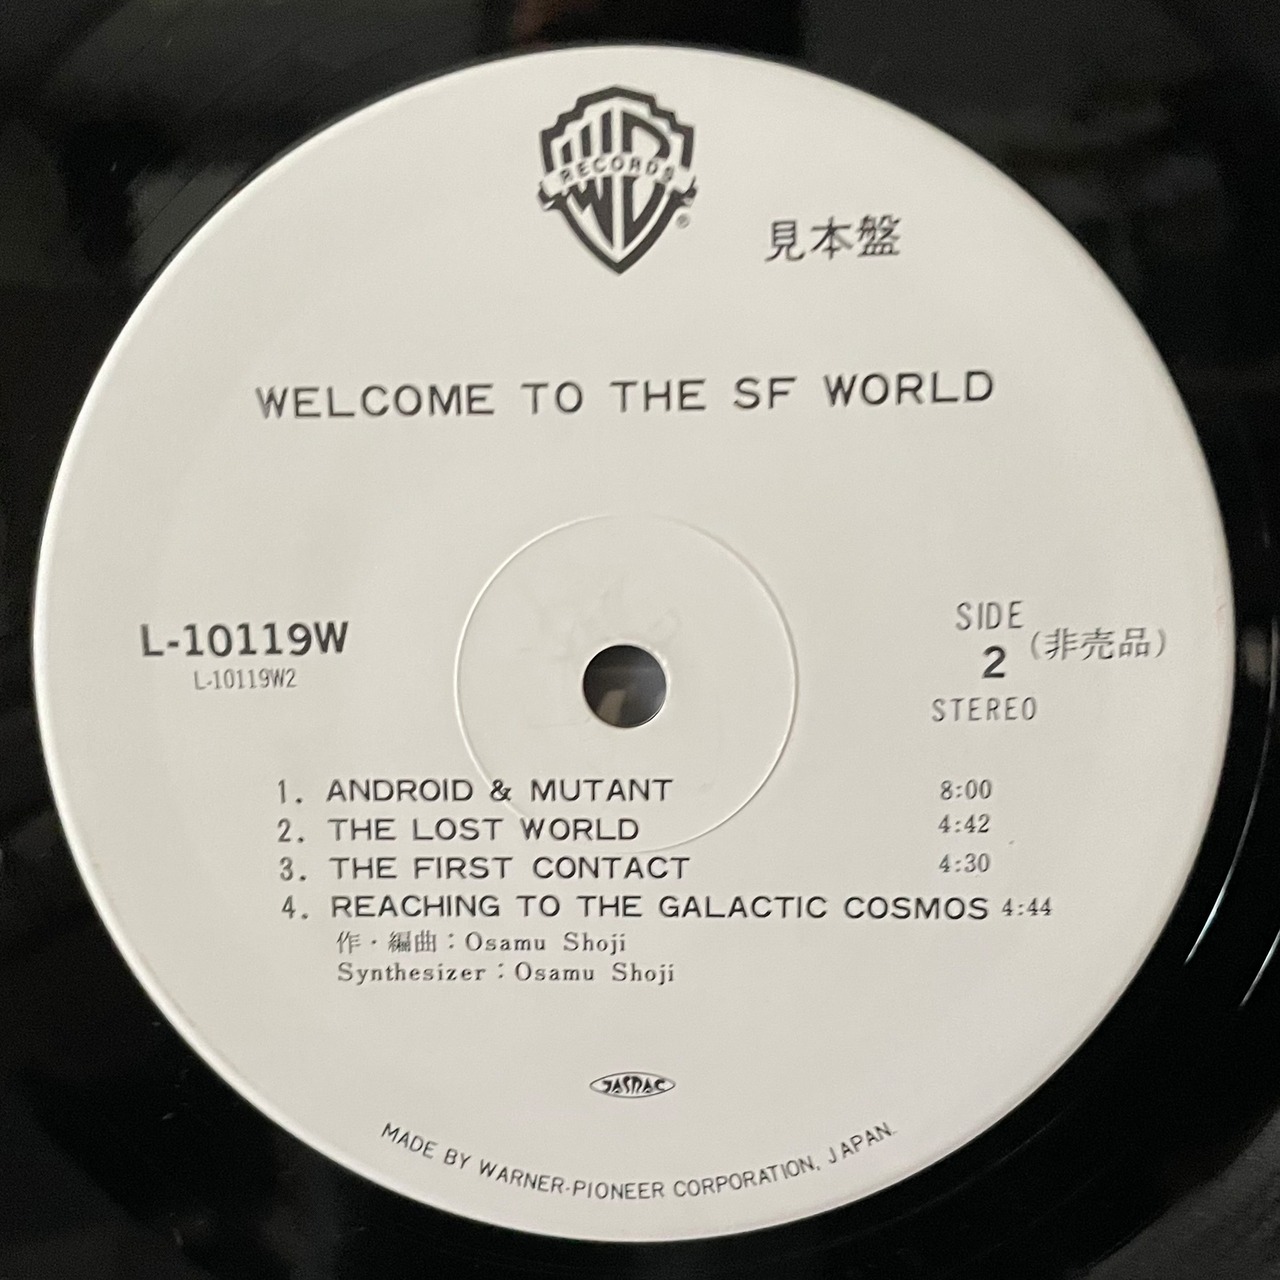 RECORDS
®
見本盤
WELCOME TO THE SF WORLD
L-10119W
L-10119W2
SIDE
2
(非売品)
STEREO
1. ANDROID & MUTANT 8:00
2. THE LOST WORLD 4:42
3. THE FIRST CONTACT 4:30
4. REACHING TO THE GALACTIC COSMOS 4:44
作・編曲:Osamu Shoji
Synthesizer:Osamu Shoji
JASRAC
MADE BY WARNER-PIONEER CORPORATION, JAPAN.